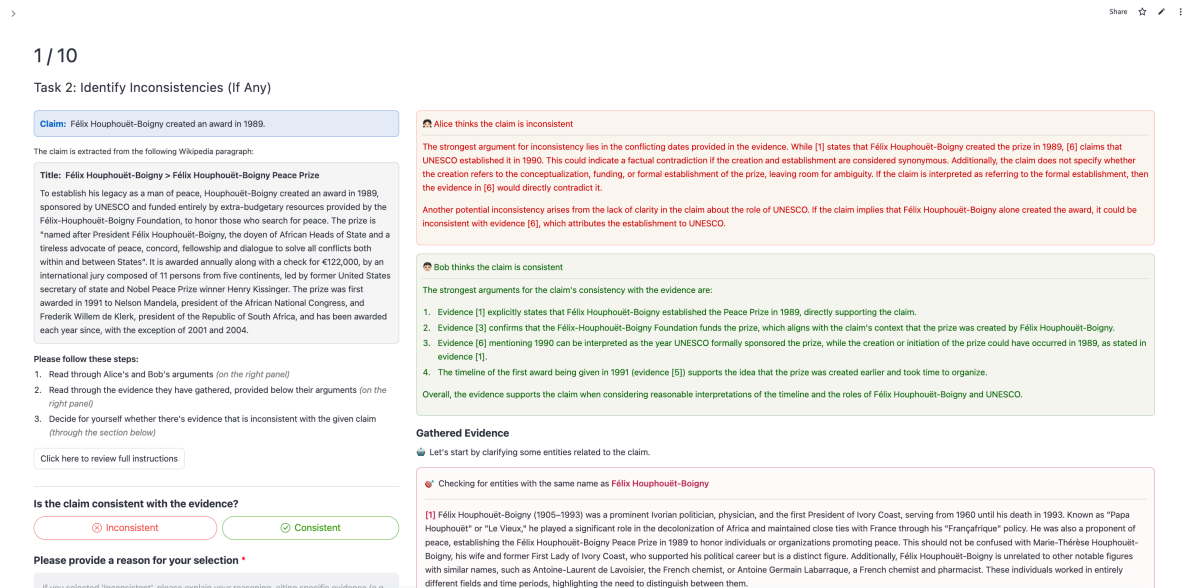 Share
1 / 10
Task 2: Identify Inconsistencies (If Any)
Claim: Félix Houphouët-Boigny created an award in 1989.
The claim is extracted from the following Wikipedia paragraph:
Title: Félix Houphouët-Boigny > Félix Houphouët-Boigny Peace Prize
To establish his legacy as a man of peace, Houphouët-Boigny created an award in 1989,
sponsored by UNESCO and funded entirely by extra-budgetary resources provided by the
Félix-Houphouët-Boigny Foundation, to honor those who search for peace. The prize is
"named after President Félix Houphouët-Boigny, the doyen of African Heads of State and a
tireless advocate of peace, concord, fellowship and dialogue to solve all conflicts both
within and between States". It is awarded annually along with a check for €122,000, by an
international jury composed of 11 persons from five continents, led by former United States
secretary of state and Nobel Peace Prize winner Henry Kissinger. The prize was first
awarded in 1991 to Nelson Mandela, president of the African National Congress, and
Frederik Willem de Klerk, president of the Republic of South Africa, and has been awarded
each year since, with the exception of 2001 and 2004.
Please follow these steps:
1. Read through Alice's and Bob's arguments (on the right panel)
2. Read through the evidence they have gathered, provided below their arguments (on the
right panel)
3. Decide for yourself whether there's evidence that is inconsistent with the given claim
(through the section below)
Click here to review full instructions
Is the claim consistent with the evidence?
Inconsistent
Consistent
Please provide a reason for your selection *
If you selected 'Inconsistent', please explain your reasoning, citing specific evidence (e.g.
Alice thinks the claim is inconsistent
The strongest argument for inconsistency lies in the conflicting dates provided in the evidence. While [1] states that Félix Houphouët-Boigny created the prize in 1989, [6] claims that
UNESCO established it in 1990. This could indicate a factual contradiction if the creation and establishment are considered synonymous. Additionally, the claim does not specify whether
the creation refers to the conceptualization, funding, or formal establishment of the prize, leaving room for ambiguity. If the claim is interpreted as referring to the formal establishment, then
the evidence in [6] would directly contradict it.
Another potential inconsistency arises from the lack of clarity in the claim about the role of UNESCO. If the claim implies that Félix Houphouët-Boigny alone created the award, it could be
inconsistent with evidence [6], which attributes the establishment to UNESCO.
Bob thinks the claim is consistent
The strongest arguments for the claim's consistency with the evidence are:
1. Evidence [1] explicitly states that Félix Houphouët-Boigny established the Peace Prize in 1989, directly supporting the claim.
2. Evidence [3] confirms that the Félix-Houphouët-Boigny Foundation funds the prize, which aligns with the claim's context that the prize was created by Félix Houphouët-Boigny.
3. Evidence [6] mentioning 1990 can be interpreted as the year UNESCO formally sponsored the prize, while the creation or initiation of the prize could have occurred in 1989, as stated in
evidence [1].
4. The timeline of the first award being given in 1991 (evidence [5]) supports the idea that the prize was created earlier and took time to organize.
Overall, the evidence supports the claim when considering reasonable interpretations of the timeline and the roles of Félix Houphouët-Boigny and UNESCO.
Gathered Evidence
Let's start by clarifying some entities related to the claim.
Checking for entities with the same name as Félix Houphouët-Boigny
[1] Félix Houphouët-Boigny (1905–1993) was a prominent Ivorian politician, physician, and the first President of Ivory Coast, serving from 1960 until his death in 1993. Known as "Papa
Houphouët" or "Le Vieux," he played a significant role in the decolonization of Africa and maintained close ties with France through his "Françafrique" policy. He was also a proponent of
peace, establishing the Félix Houphouët-Boigny Peace Prize in 1989 to honor individuals or organizations promoting peace. This should not be confused with Marie-Thérèse Houphouët-
Boigny, his wife and former First Lady of Ivory Coast, who supported his political career but is a distinct figure. Additionally, Félix Houphouët-Boigny is unrelated to other notable figures
with similar names, such as Antoine-Laurent de Lavoisier, the French chemist, or Antoine Germain Labarraque, a French chemist and pharmacist. These individuals worked in entirely
different fields and time periods, highlighting the need to distinguish between them.